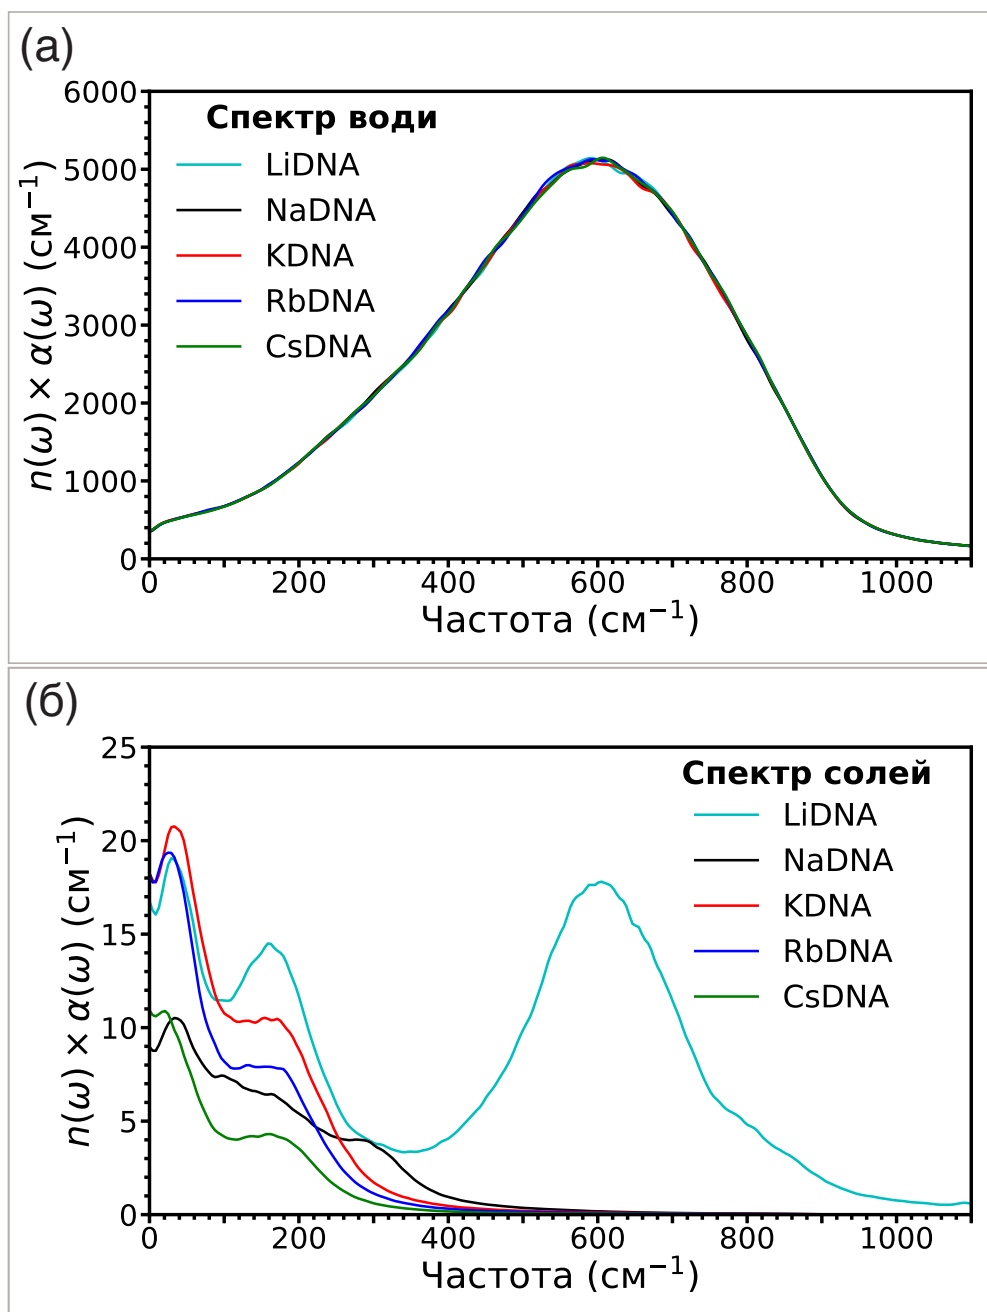 (а)
6000
5000
4000
3000
2000
1000
0
n(ω) × α(ω) (см⁻¹)
Спектр води
LiDNA
NaDNA
KDNA
RbDNA
CsDNA
0 200 400 600 800 1000
Частота (см⁻¹)
(б)
25
20
15
10
5
0
n(ω) × α(ω) (см⁻¹)
Спектр солей
LiDNA
NaDNA
KDNA
RbDNA
CsDNA
0 200 400 600 800 1000
Частота (см⁻¹)